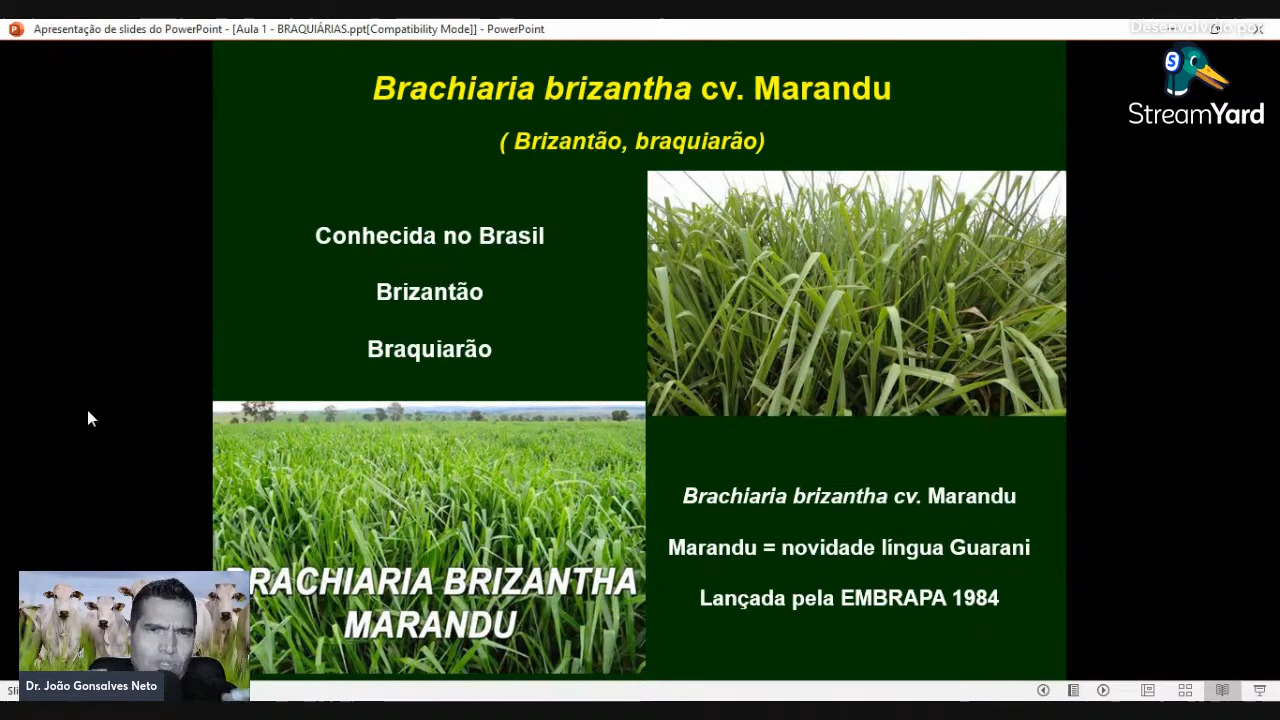 Apresentação de slides do PowerPoint - [Aula 1 - BRAQUIÁRIAS.ppt[Compatibility Mode]] - PowerPoint
Desenvolvido por
StreamYard
Brachiaria brizantha cv. Marandu
( Brizantão, braquiarão)
Conhecida no Brasil
Brizantão
Braquiarão
BRACHIARIA BRIZANTHA
MARANDU
Brachiaria brizantha cv. Marandu
Marandu = novidade língua Guarani
Lançada pela EMBRAPA 1984
Dr. João Gonsalves Neto